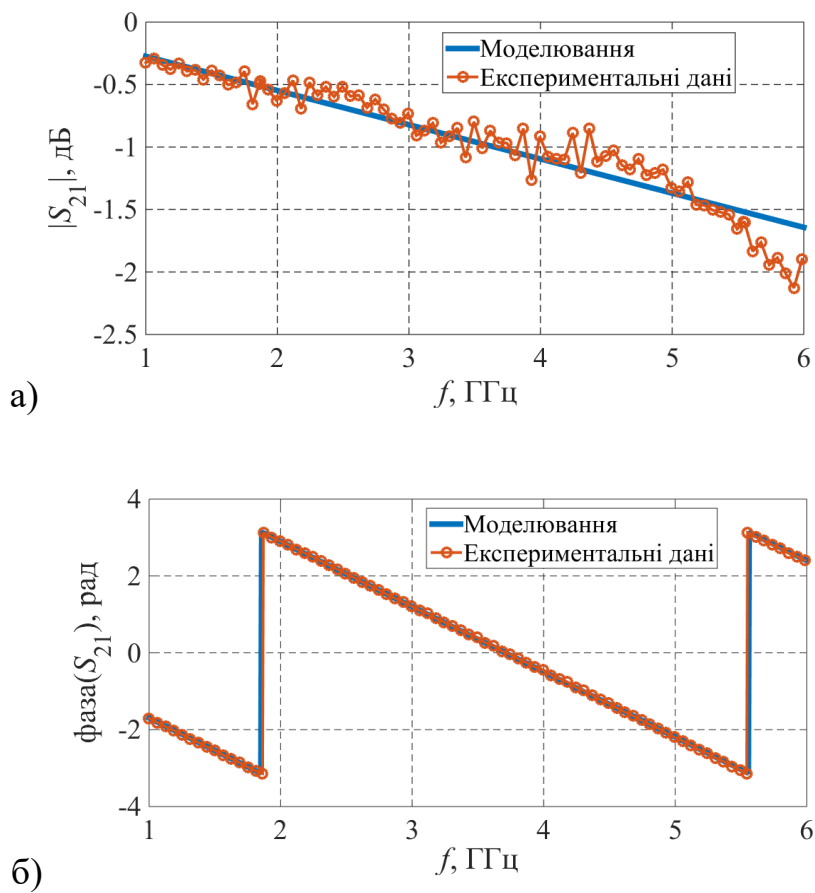 0
-0.5
-1
-1.5
-2
-2.5
|S21|, дБ
Моделювання
Експериментальні дані
1 2 3 4 5 6
f, ГГц
а)
4
2
0
-2
-4
фаза(S21), рад
Моделювання
Експериментальні дані
1 2 3 4 5 6
f, ГГц
б)